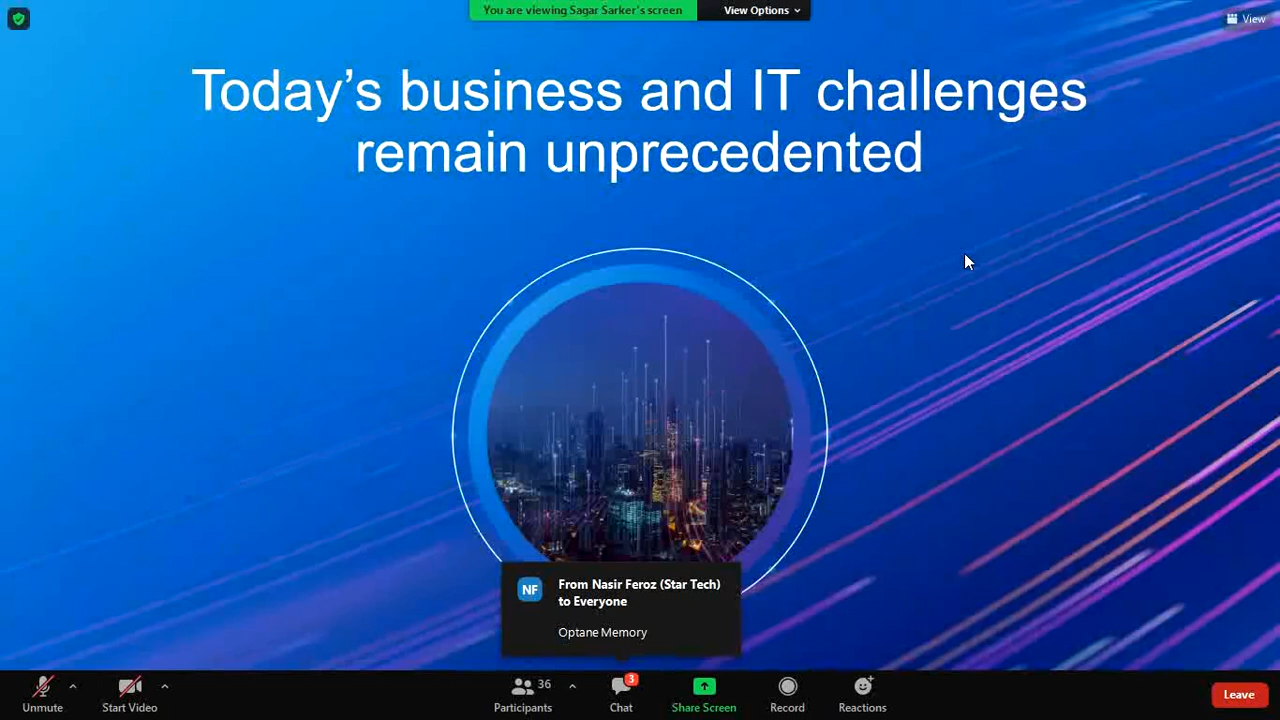 You are viewing Sagar Sarker's screen
View Options
View
Today’s business and IT challenges
remain unprecedented
NF
From Nasir Feroz (Star Tech)
to Everyone
Optane Memory
Unmute
Start Video
36
Participants
3
Chat
Share Screen
Record
Reactions
Leave